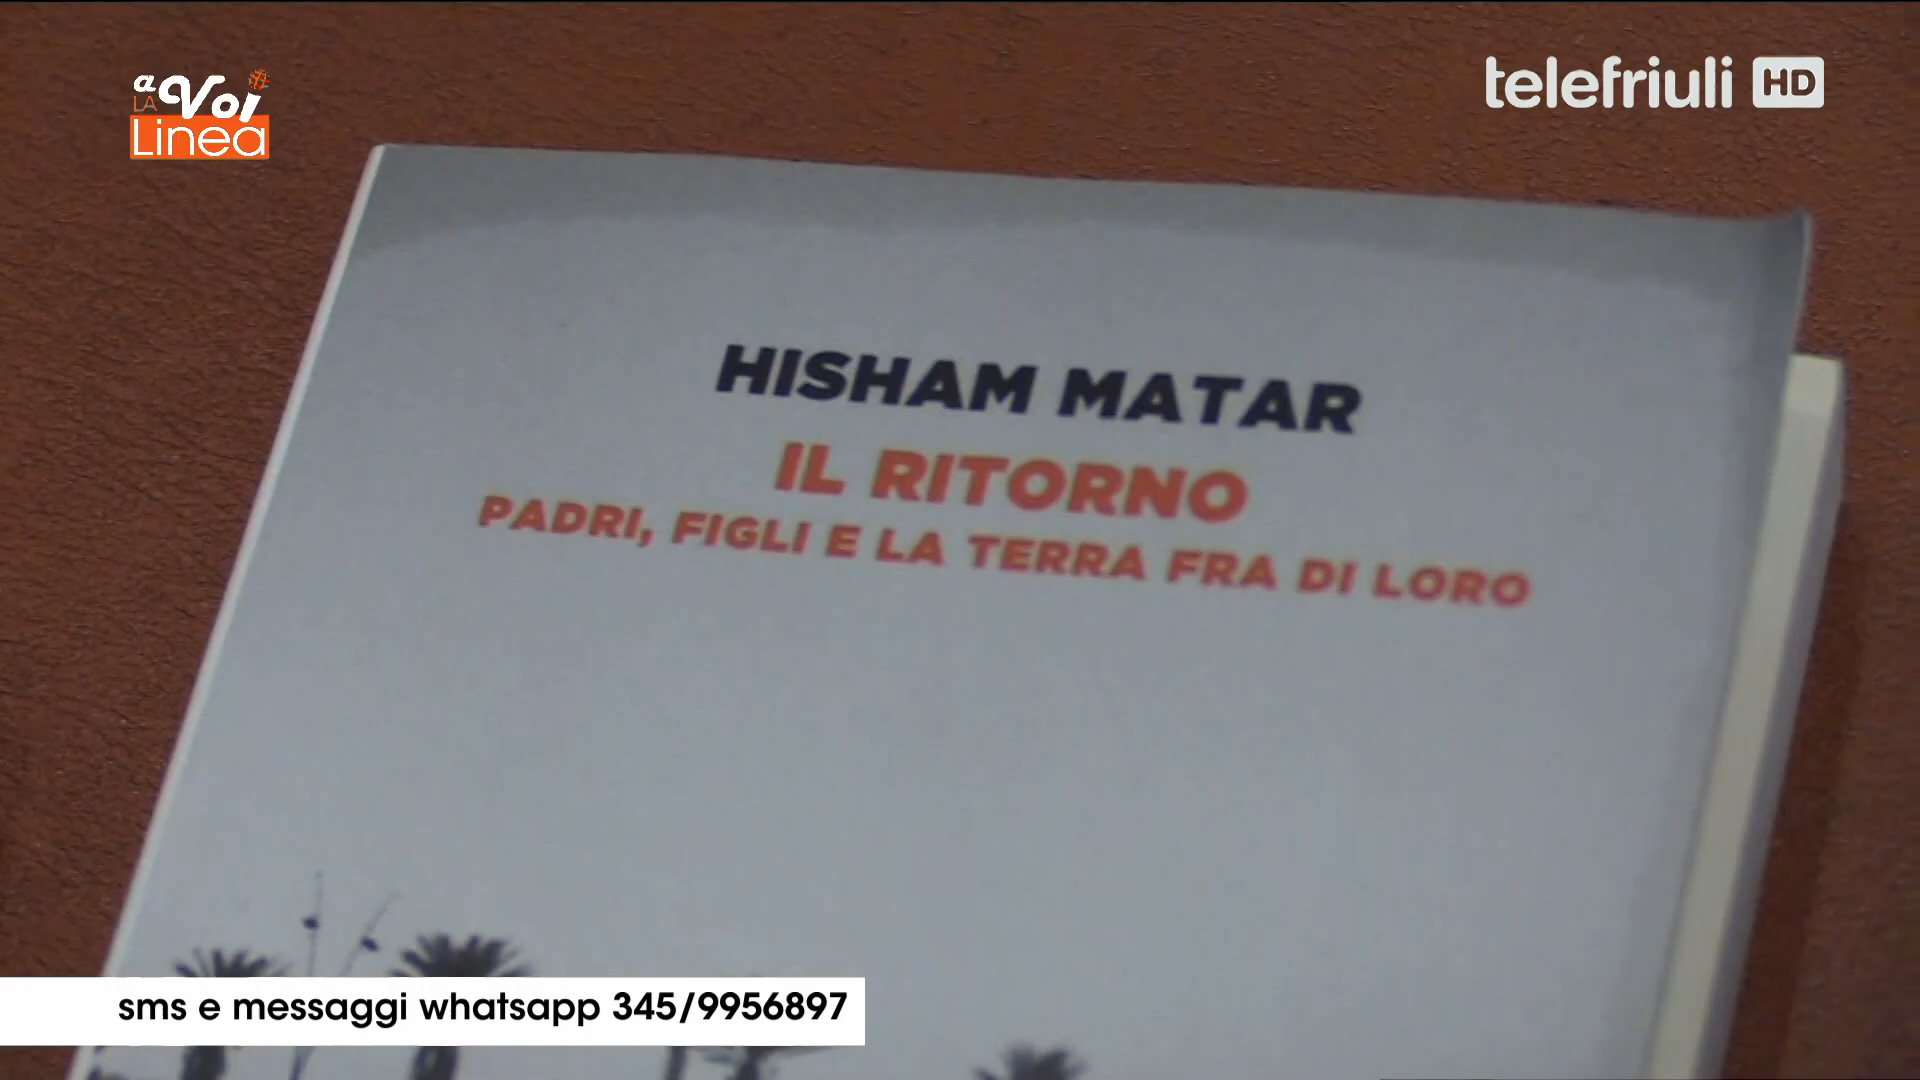 a Voi
LA
Linea
telefriuli HD
HISHAM MATAR
IL RITORNO
PADRI, FIGLI E LA TERRA FRA DI LORO
sms e messaggi whatsapp 345/9956897